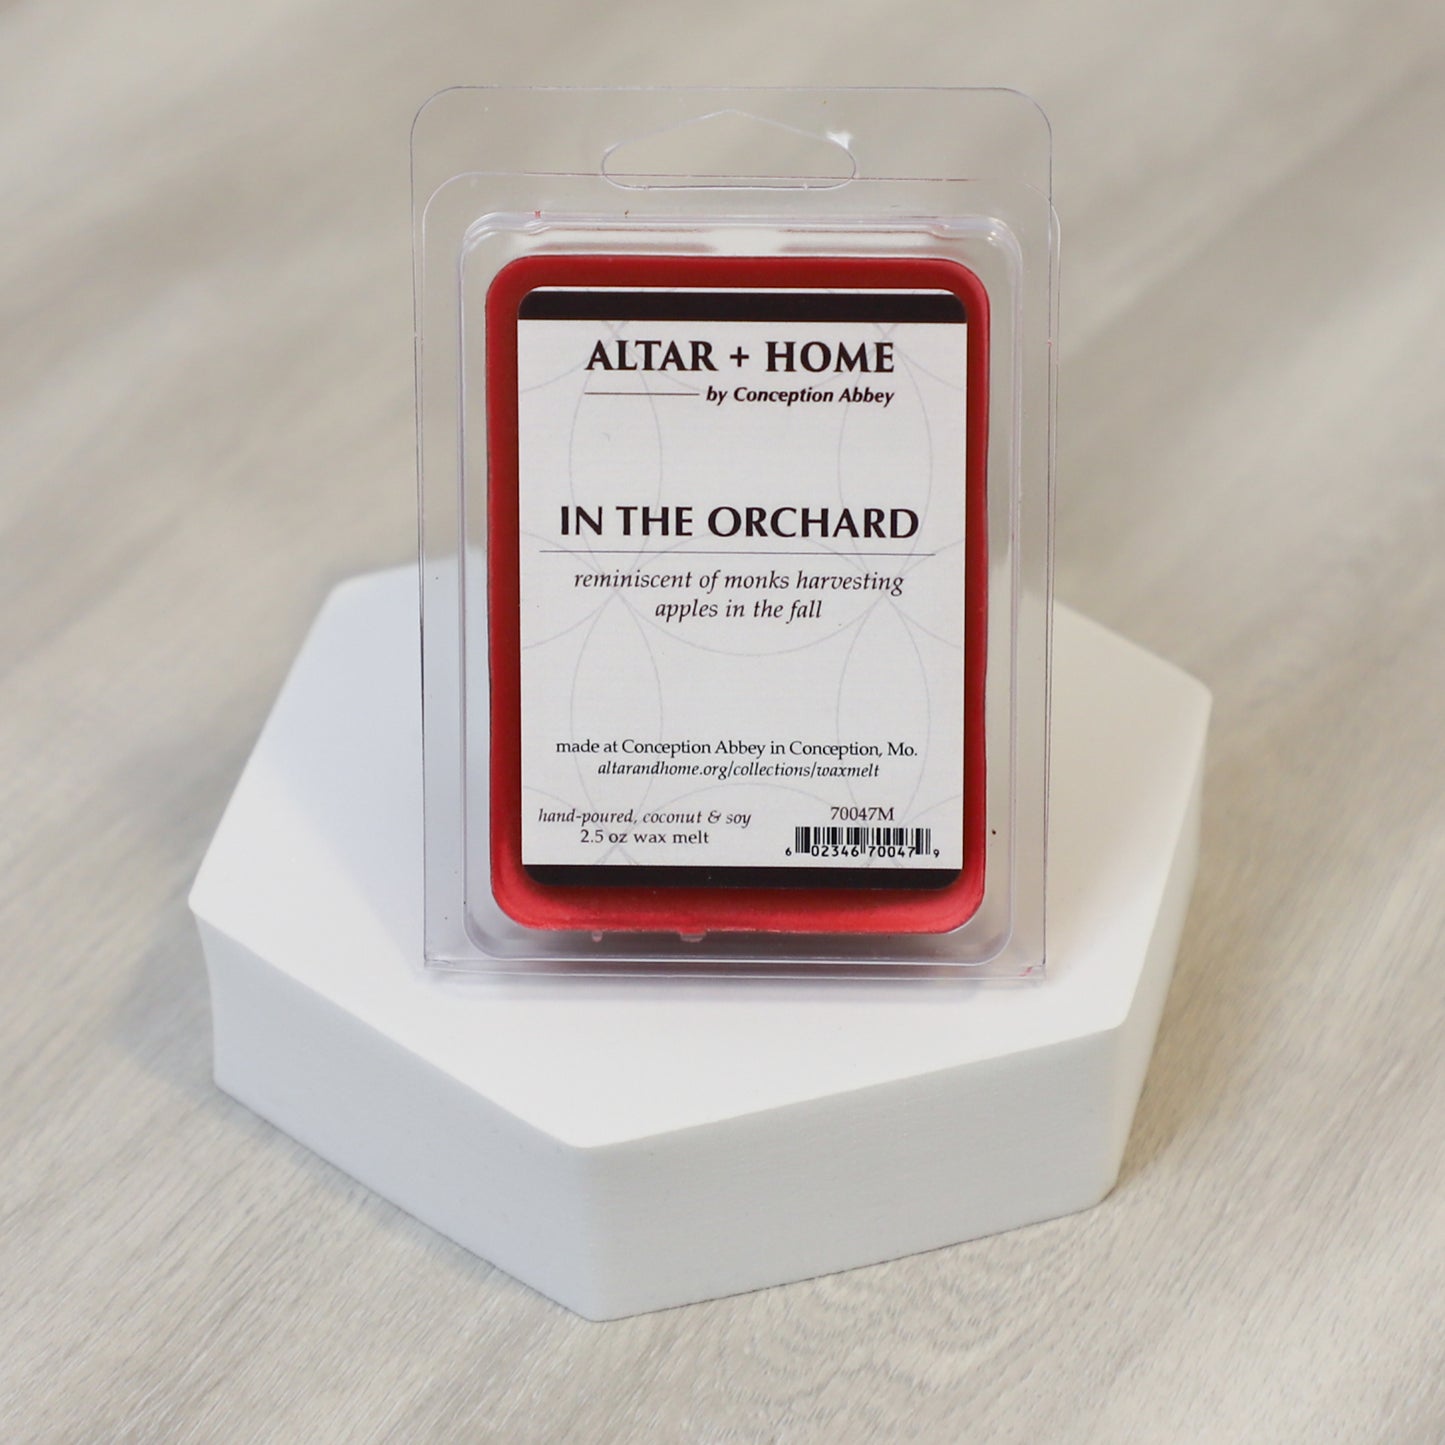 ALTAR + HOME
by Conception Abbey
IN THE ORCHARD
reminiscent of monks harvesting
apples in the fall
made at Conception Abbey in Conception, Mo.
altarandhome.org/collections/waxmelt
hand-poured, coconut & soy
2.5 oz wax melt
70047M
6 02346 70047 9